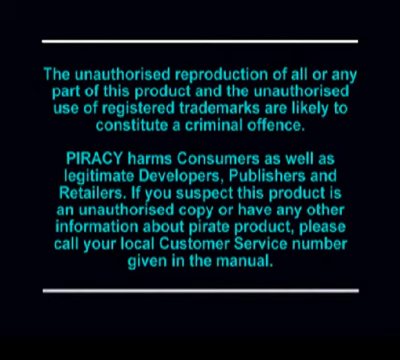 The unauthorised reproduction of all or any
part of this product and the unauthorised
use of registered trademarks are likely to
constitute a criminal offence.
PIRACY harms Consumers as well as
legitimate Developers, Publishers and
Retailers. If you suspect this product is
an unauthorised copy or have any other
information about pirate product, please
call your local Customer Service number
given in the manual.